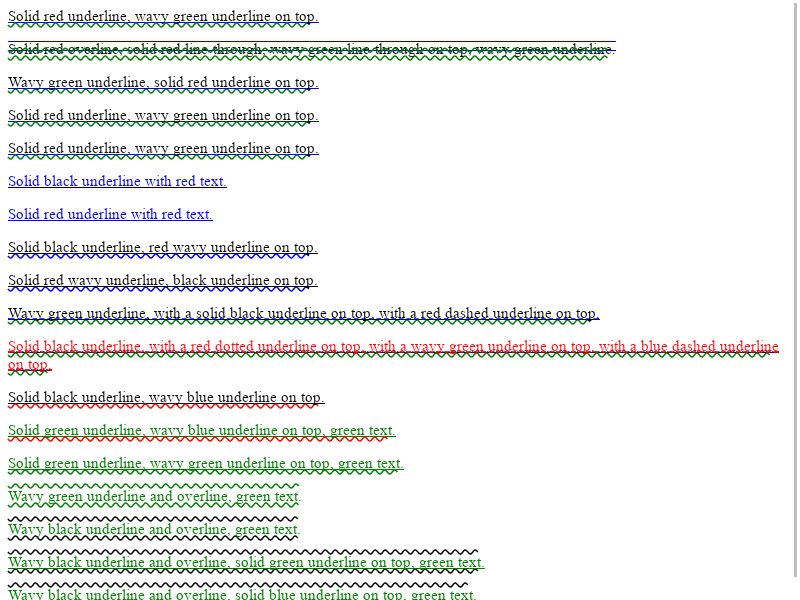 Solid red underline, wavy green underline on top.
Solid red overline, solid red line through, wavy green line through on top, wavy green underline.
Wavy green underline, solid red underline on top.
Solid red underline, wavy green underline on top.
Solid red underline, wavy green underline on top.
Solid black underline with red text.
Solid red underline with red text.
Solid black underline, red wavy underline on top.
Solid red wavy underline, black underline on top.
Wavy green underline, with a solid black underline on top, with a red dashed underline on top.
Solid black underline, with a red dotted underline on top, with a wavy green underline on top, with a blue dashed underline
on top.
Solid black underline, wavy blue underline on top.
Solid green underline, wavy blue underline on top, green text.
Solid green underline, wavy green underline on top, green text.
Wavy green underline and overline, green text.
Wavy black underline and overline, green text.
Wavy black underline and overline, solid green underline on top, green text.
Wavy black underline and overline, solid blue underline on top, green text.